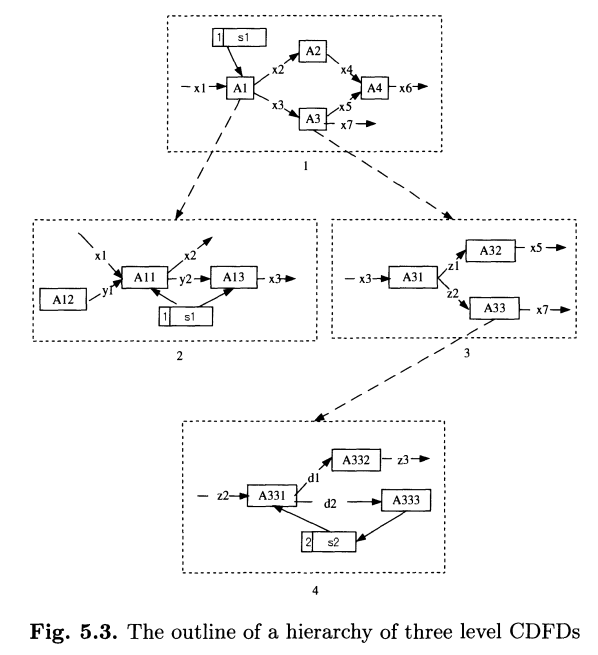 1 s1
A2
x2 x4
x1 A1 A4 x6
x3 x5
A3 x7
1
x1 x2
A11 y2 A13 x3
A12 y1
1 s1
2
A32 x5
z1
x3 A31
z2
A33 x7
3
A332 z3
d1
z2 A331 d2 A333
2 s2
4
Fig. 5.3. The outline of a hierarchy of three level CDFDs